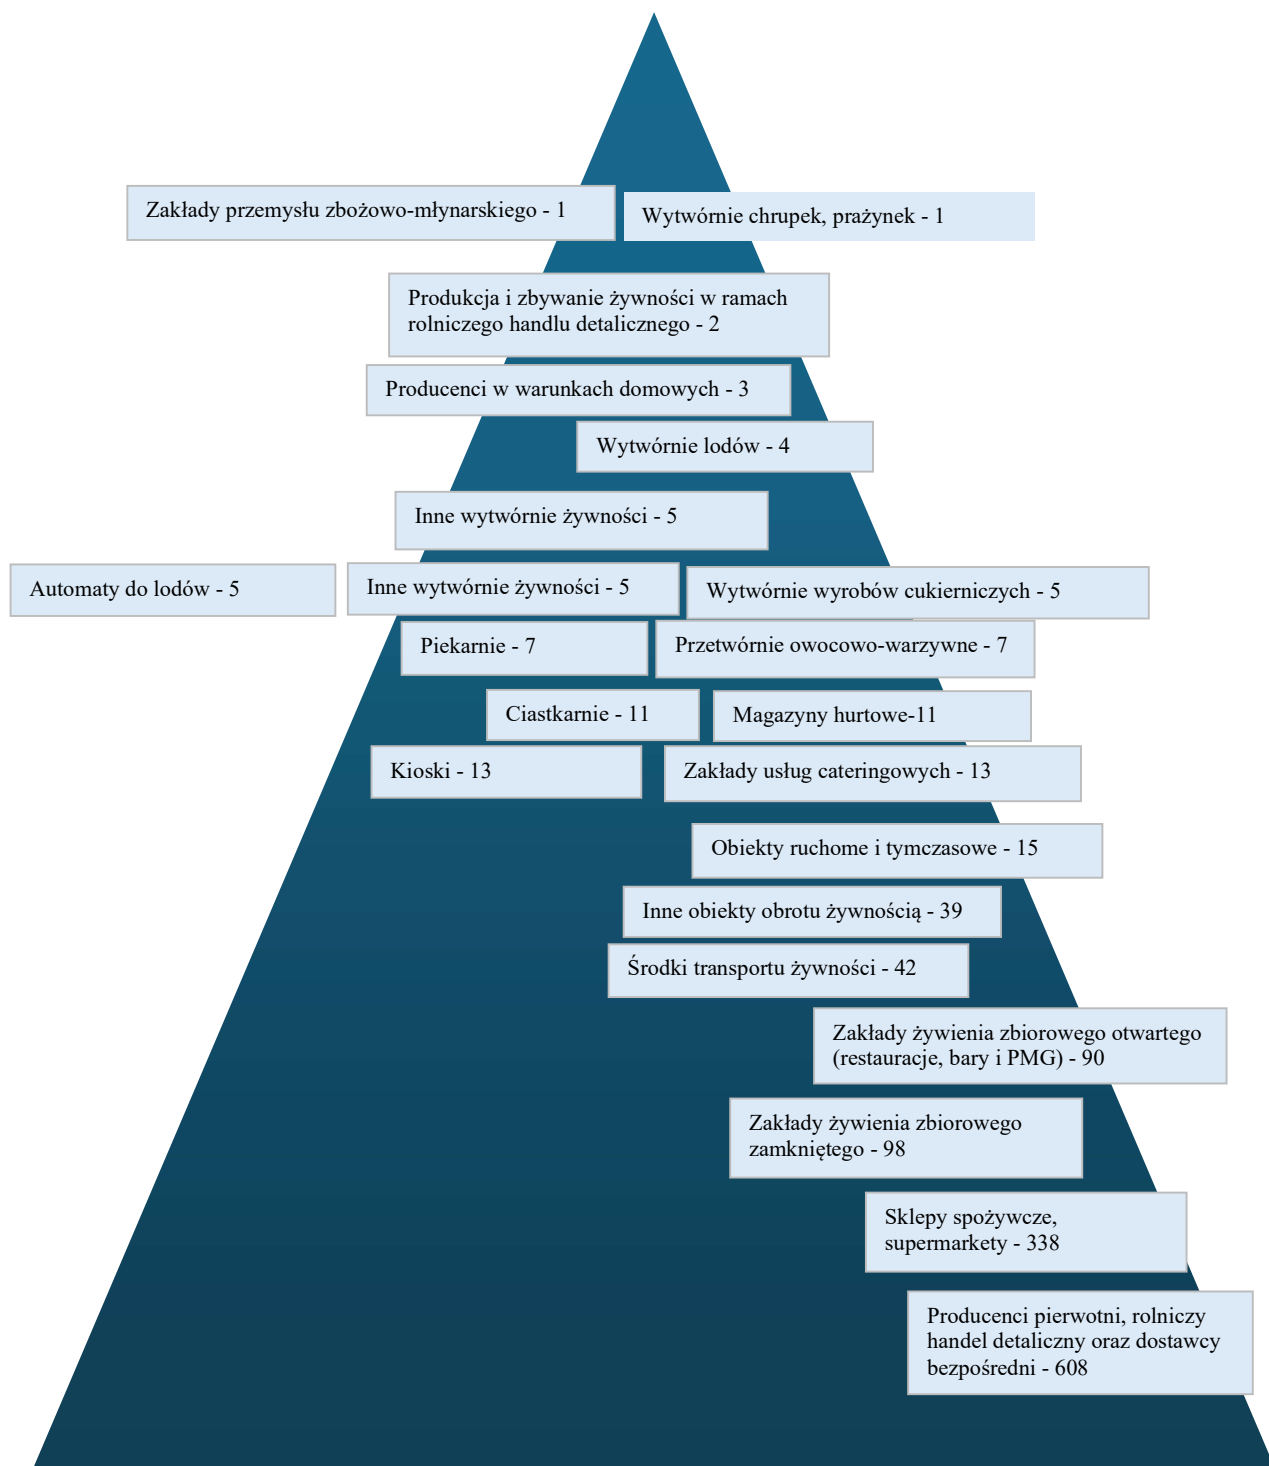 Zakłady przemysłu zbożowo-młynarskiego - 1
Wytwórnie chrupek, prażynek - 1
Produkcja i zbywanie żywności w ramach
rolniczego handlu detalicznego - 2
Producenci w warunkach domowych - 3
Wytwórnie lodów - 4
Inne wytwórnie żywności - 5
Automaty do lodów - 5
Inne wytwórnie żywności - 5
Wytwórnie wyrobów cukierniczych - 5
Piekarnie - 7
Przetwórnie owocowo-warzywne - 7
Ciastkarnie - 11
Magazyny hurtowe-11
Kioski - 13
Zakłady usług cateringowych - 13
Obiekty ruchome i tymczasowe - 15
Inne obiekty obrotu żywnością - 39
Środki transportu żywności - 42
Zakłady żywienia zbiorowego otwartego
(restauracje, bary i PMG) - 90
Zakłady żywienia zbiorowego
zamkniętego - 98
Sklepy spożywcze,
supermarkety - 338
Producenci pierwotni, rolniczy
handel detaliczny oraz dostawcy
bezpośredni - 608